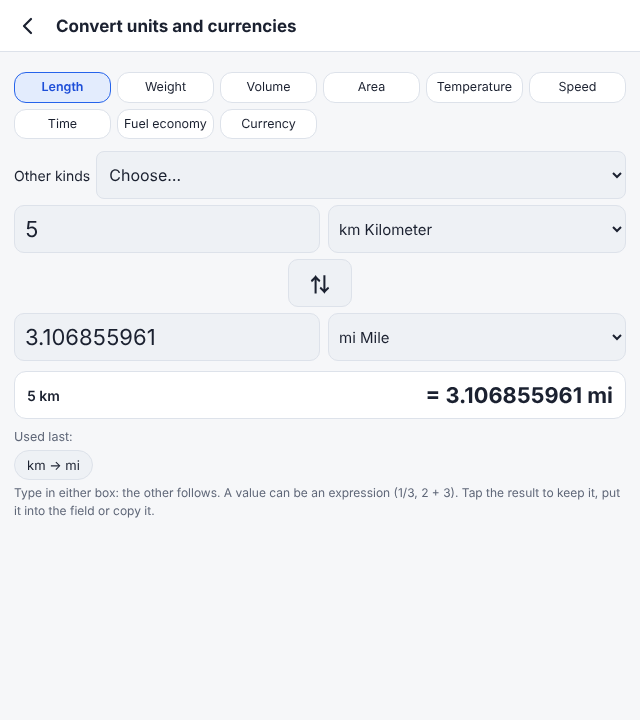 Convert units and currencies
Length Weight Volume Area Temperature Speed
Time Fuel economy Currency
Other kinds Choose...
5 km Kilometer
3.106855961 mi Mile
5 km = 3.106855961 mi
Used last:
km → mi
Type in either box: the other follows. A value can be an expression (1/3, 2 + 3). Tap the result to keep it, put
it into the field or copy it.